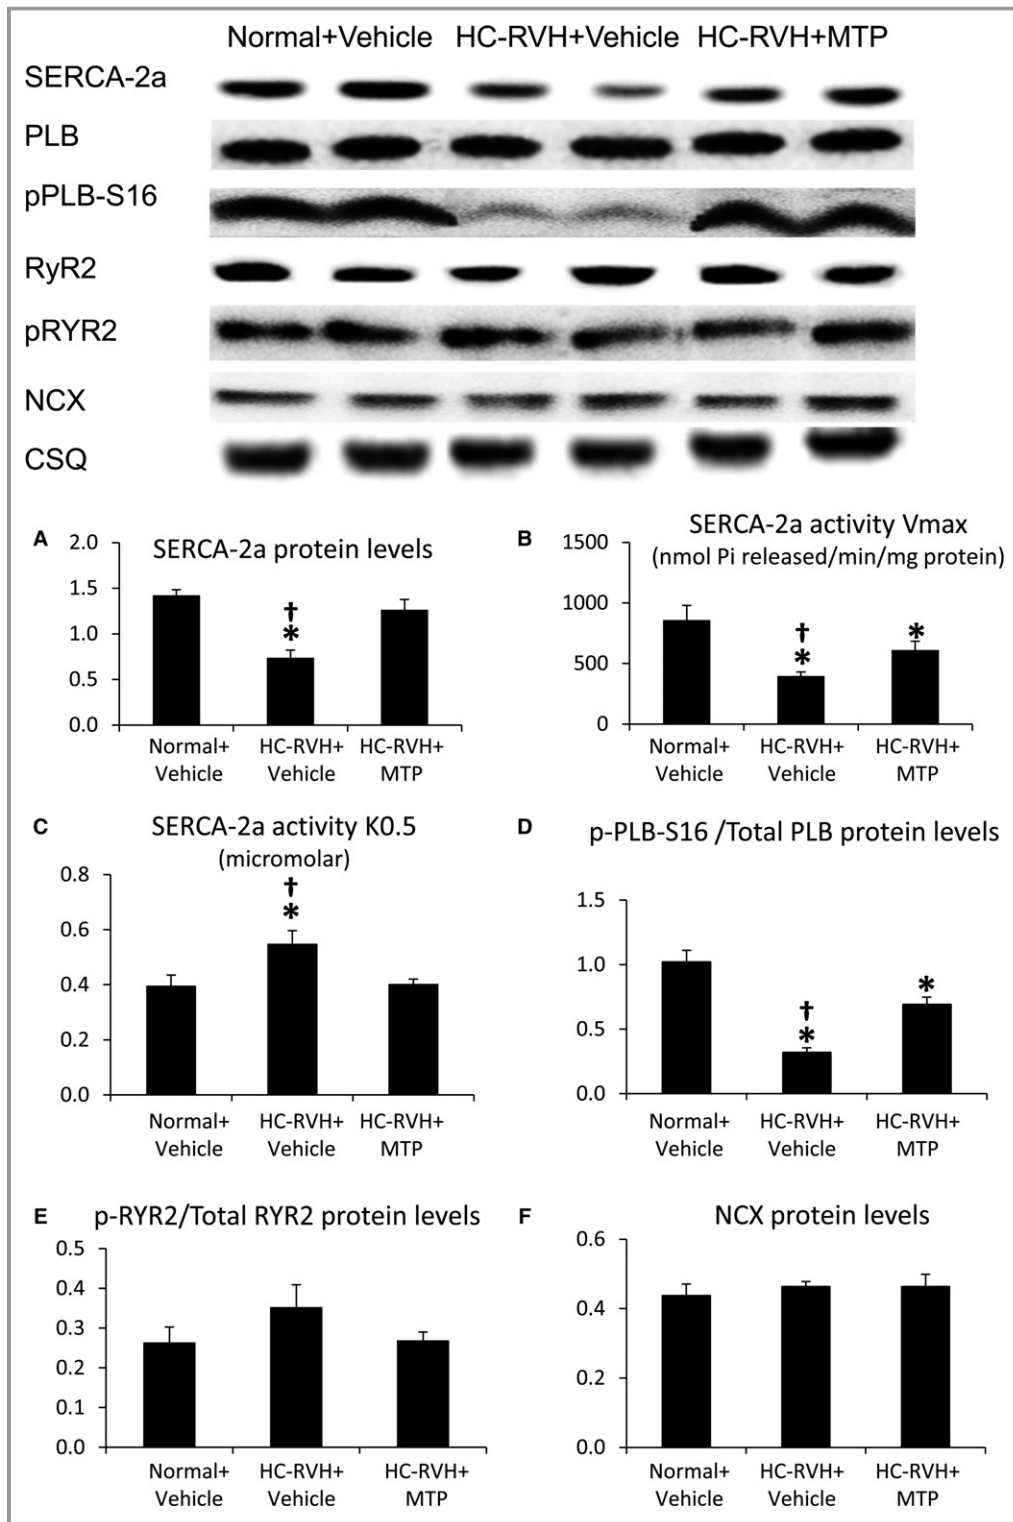 Normal+Vehicle HC-RVH+Vehicle HC-RVH+MTP
SERCA-2a
PLB
pPLB-S16
RyR2
pRYR2
NCX
CSQ
A
SERCA-2a protein levels
2.0
1.5
1.0
0.5
0.0
†
*
Normal+ HC-RVH+ HC-RVH+
Vehicle Vehicle MTP
B
SERCA-2a activity Vmax
(nmol Pi released/min/mg protein)
1500
1000
500
0
†
*
*
Normal+ HC-RVH+ HC-RVH+
Vehicle Vehicle MTP
C
SERCA-2a activity K0.5
(micromolar)
0.8
0.6
0.4
0.2
0.0
†
*
Normal+ HC-RVH+ HC-RVH+
Vehicle Vehicle MTP
D
p-PLB-S16 /Total PLB protein levels
1.5
1.0
0.5
0.0
†
*
*
Normal+ HC-RVH+ HC-RVH+
Vehicle Vehicle MTP
E
p-RYR2/Total RYR2 protein levels
0.5
0.4
0.3
0.2
0.1
0.0
Normal+ HC-RVH+ HC-RVH+
Vehicle Vehicle MTP
F
NCX protein levels
0.6
0.4
0.2
0.0
Normal+ HC-RVH+ HC-RVH+
Vehicle Vehicle MTP